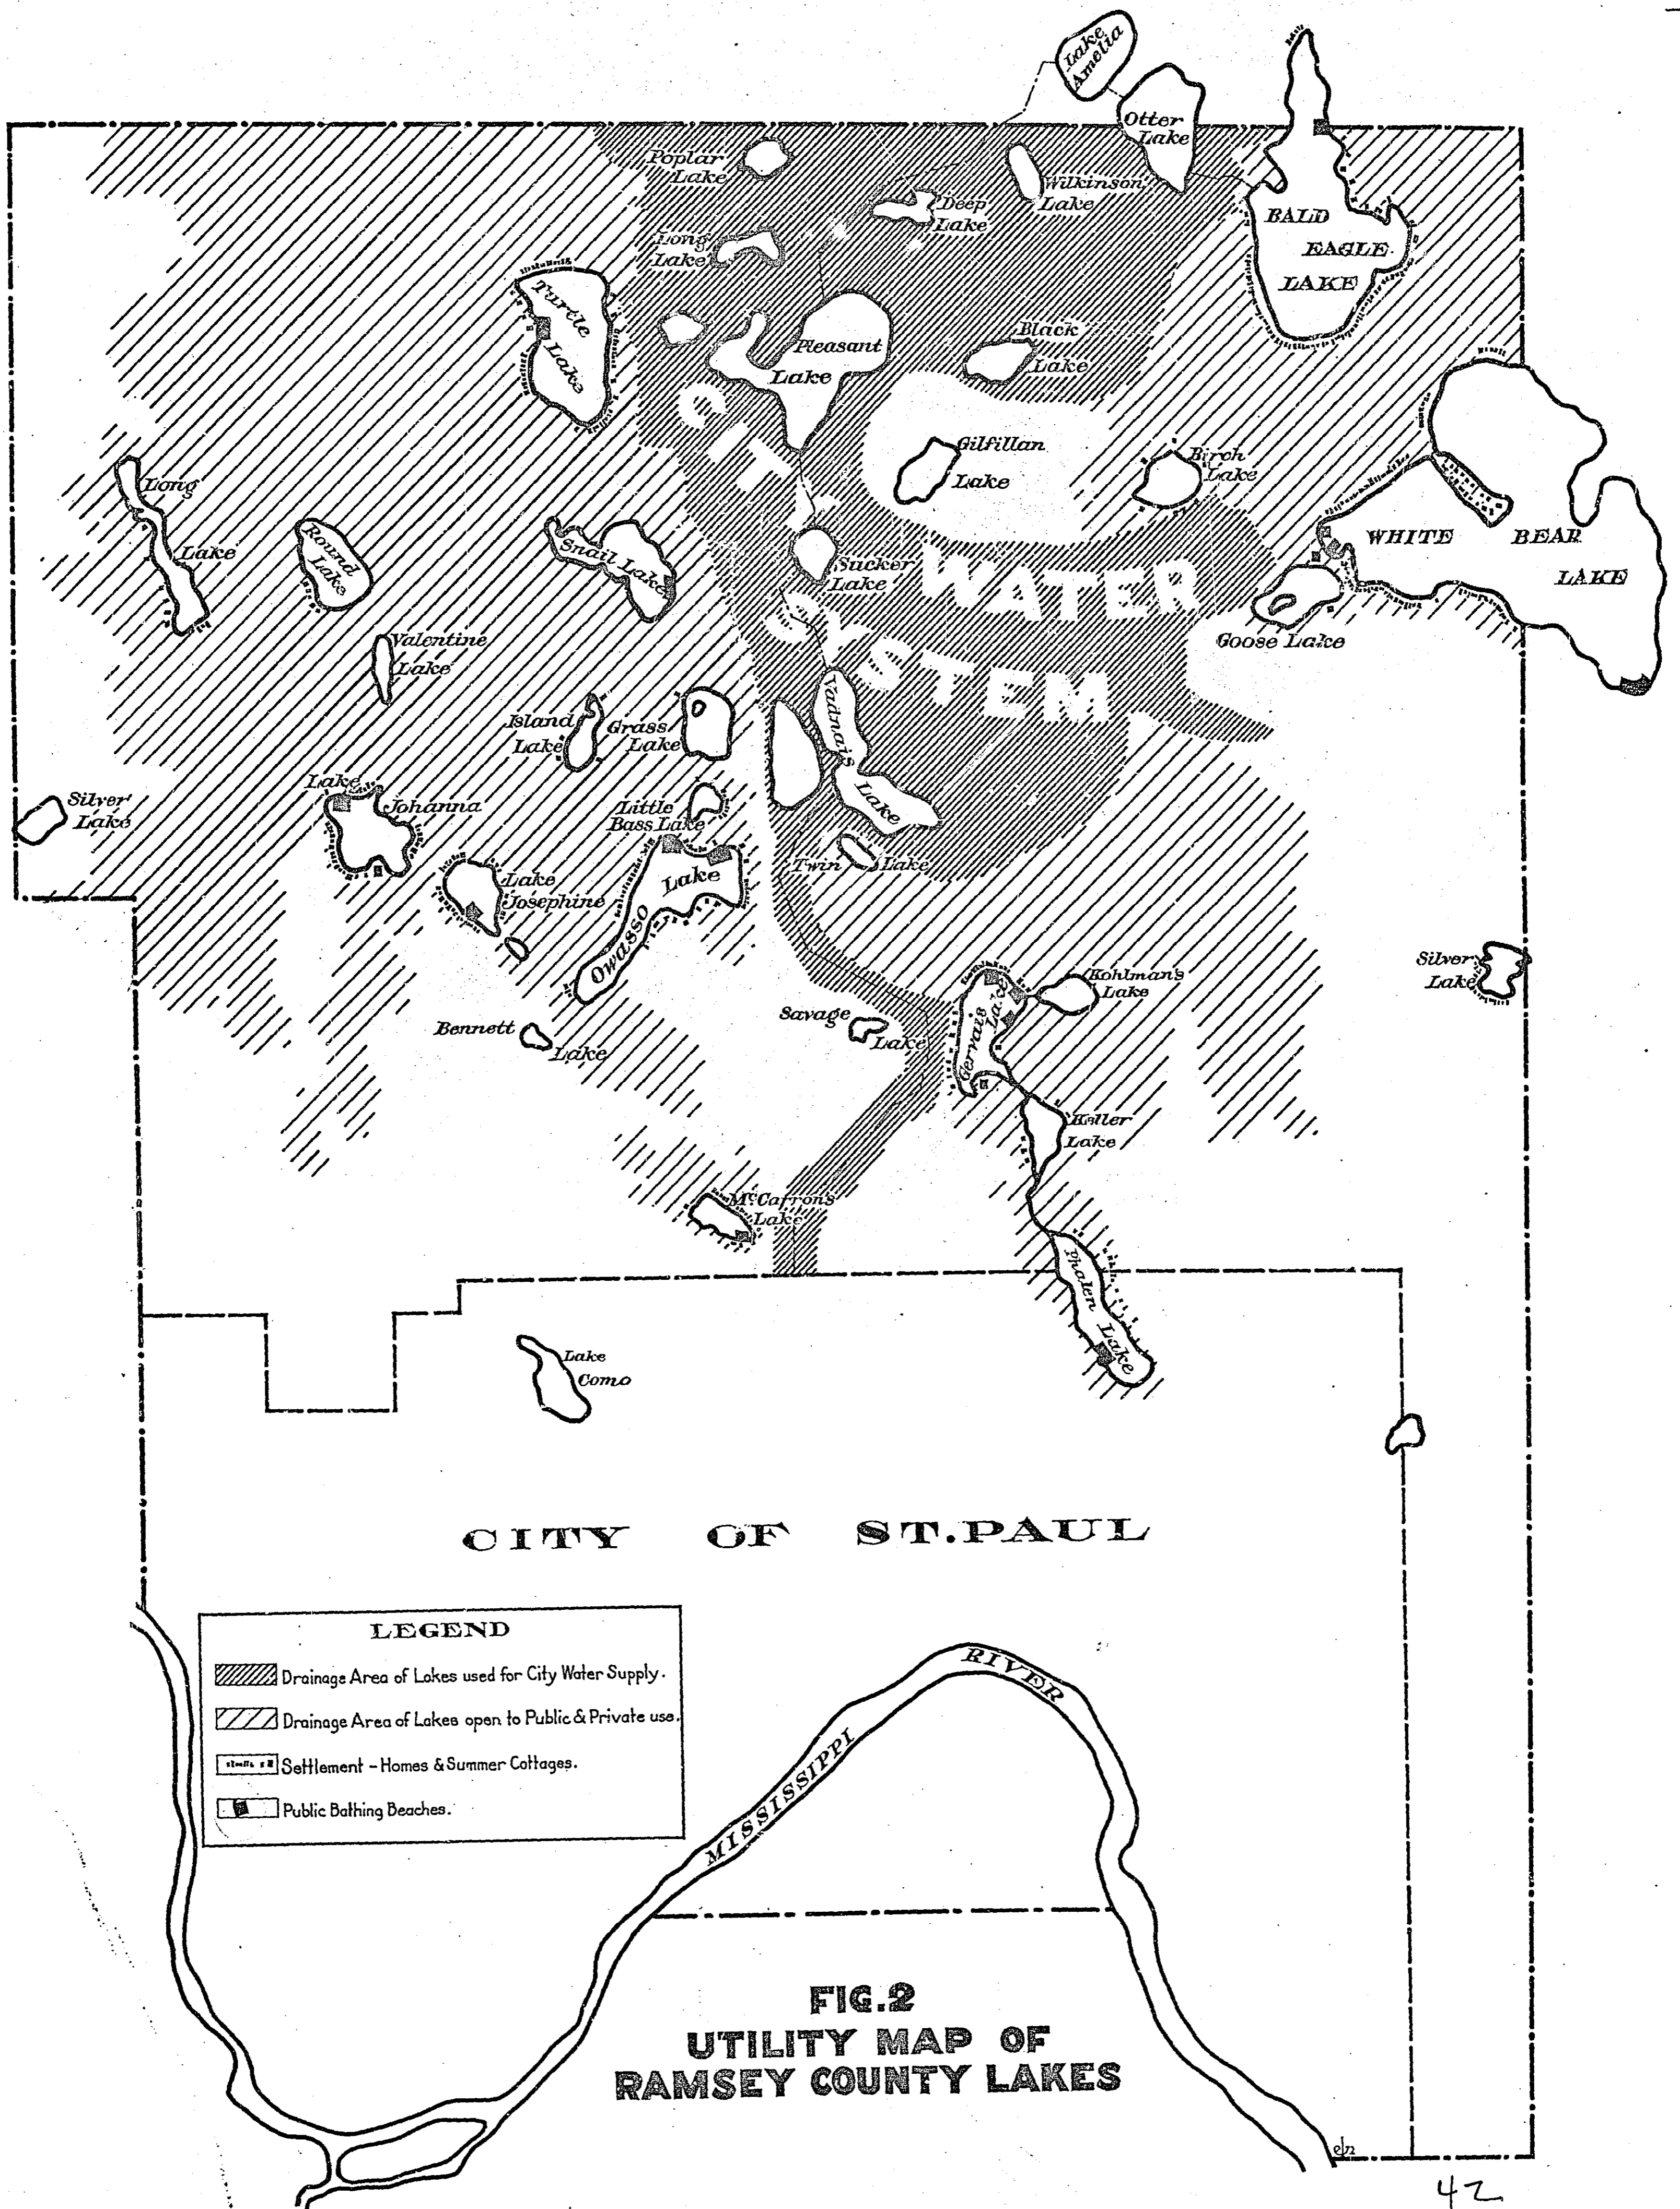 Lake
Amelia
Otter
Lake
Poplar
Lake
Wilkinson
Lake
Deep
Lake
BALD
EAGLE
LAKE
Long
Lake
Turtle
Lake
Pleasant
Lake
Black
Lake
CITY
Gilfillan
Lake
Birch
Lake
Long
Lake
Round
Lake
Snail Lake
Sucker
Lake
WHITE BEAR
LAKE
WATER
Goose Lake
Valentine
Lake
SYSTEM
Island
Lake
Grass
Lake
Vadnais
Lake
Silver
Lake
Lake
Johanna
Little
Bass Lake
Twin Lake
Lake
Josephine
Owasso
Lake
Silver
Lake
Kohlman's
Lake
Gervais
Lake
Savage
Lake
Bennett
Lake
Keller
Lake
McCarron's
Lake
Phalen
Lake
Lake
Como
CITY OF ST. PAUL
LEGEND
Drainage Area of Lakes used for City Water Supply.
Drainage Area of Lakes open to Public & Private use.
Settlement - Homes & Summer Cottages.
Public Bathing Beaches.
MISSISSIPPI
RIVER
FIG. 2
UTILITY MAP OF
RAMSEY COUNTY LAKES
42